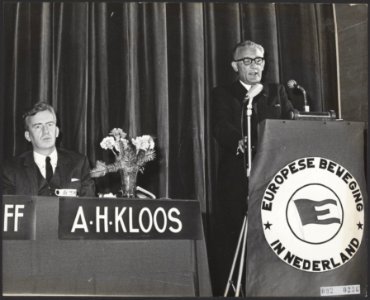 FF
A·H·KLOOS
EUROPESE BEWEGING
E
IN NEDERLAND